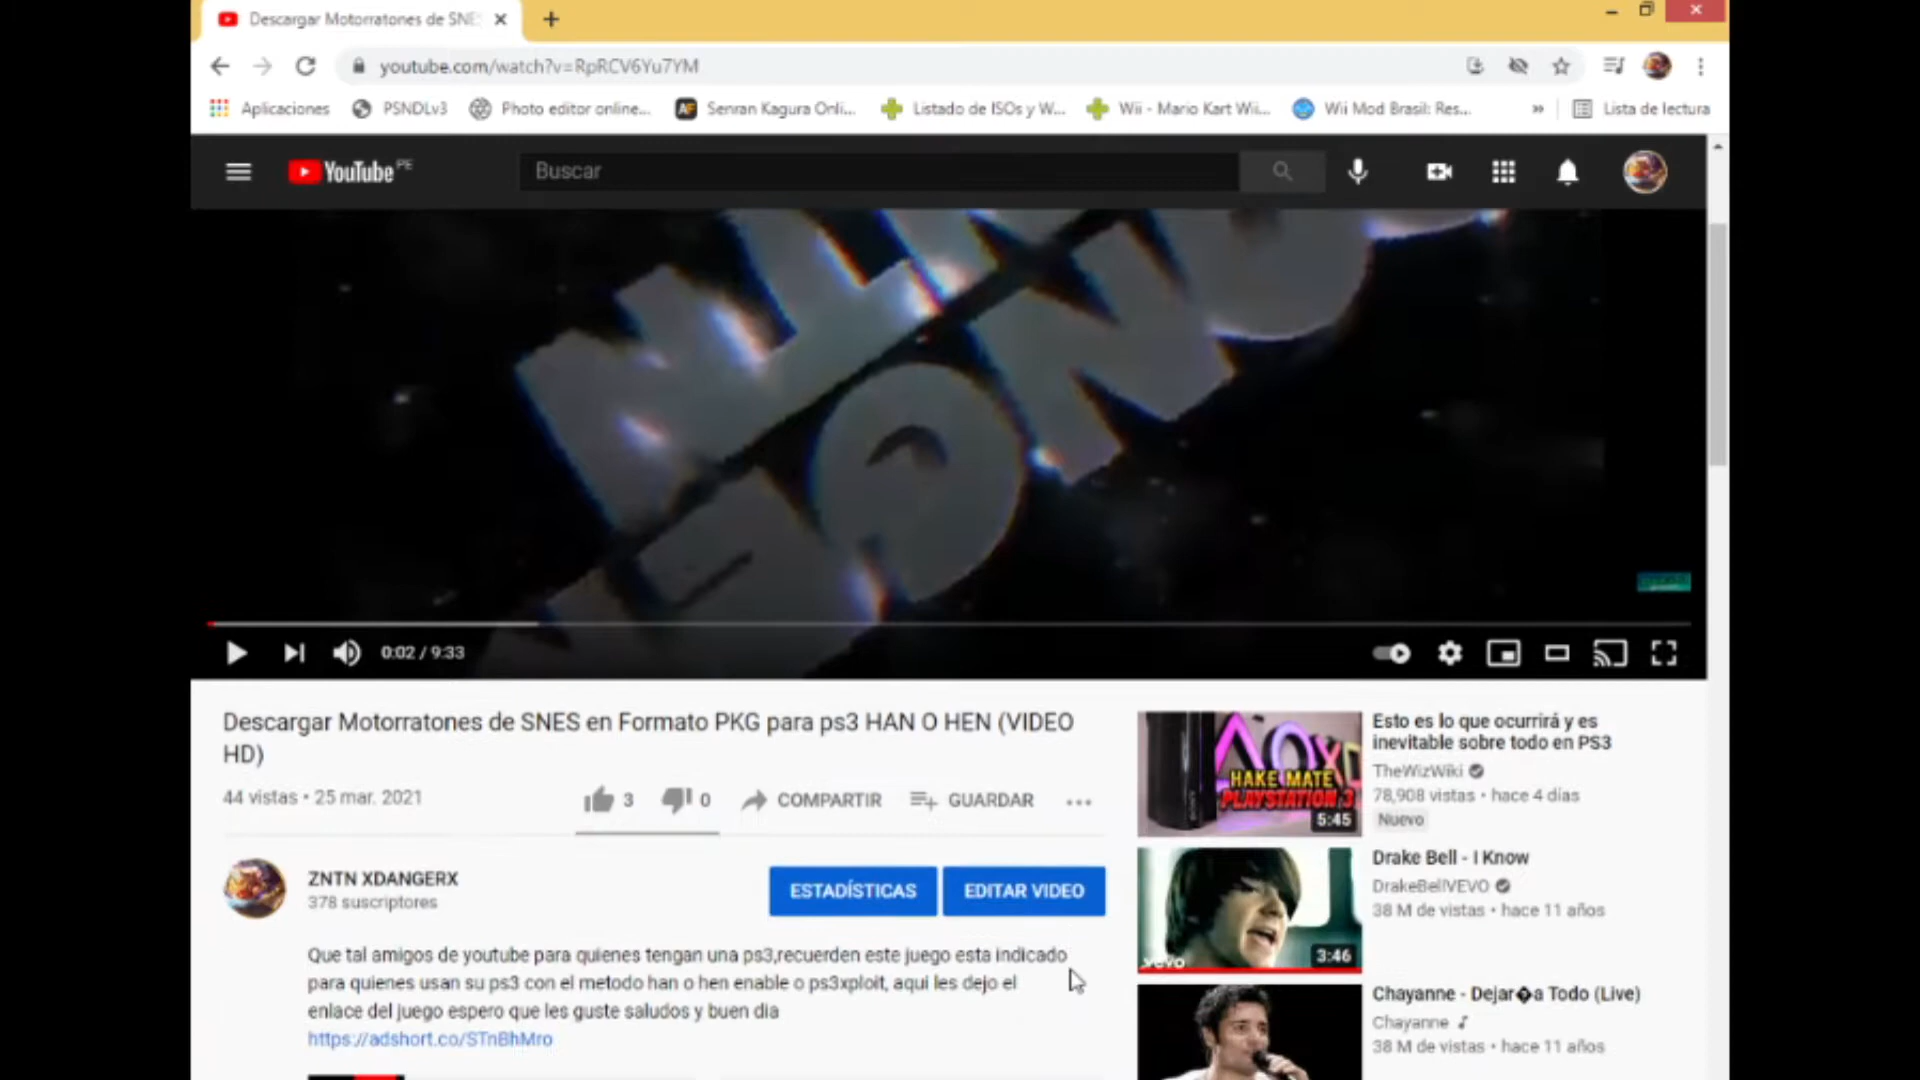 Descargar Motorratones de SNE
youtube.com/watch?v=RpRCV6Yu7YM
Aplicaciones PSNDLv3 Photo editor online... Senran Kagura Onli... Listado de ISOs y W... Wii - Mario Kart Wii... Wii Mod Brasil: Res... » Lista de lectura
YouTube PE Buscar
0:02 / 9:33
Descargar Motorratones de SNES en Formato PKG para ps3 HAN O HEN (VIDEO
HD)
44 vistas • 25 mar. 2021 3 0 COMPARTIR GUARDAR
ZNTN XDANGERX
378 suscriptores
ESTADÍSTICAS EDITAR VIDEO
Que tal amigos de youtube para quienes tengan una ps3,recuerden este juego esta indicado
para quienes usan su ps3 con el metodo han o hen enable o ps3xploit, aqui les dejo el
enlace del juego espero que les guste saludos y buen dia
https://adshort.co/STnBhMro
HAKE MATE
PLAYSTATION 3
5:45
Esto es lo que ocurrirá y es
inevitable sobre todo en PS3
TheWizWiki
78,908 vistas • hace 4 días
Nuevo
vevo
3:46
Drake Bell - I Know
DrakeBellVEVO
38 M de vistas • hace 11 años
Chayanne - Dejar�a Todo (Live)
Chayanne
38 M de vistas • hace 11 años